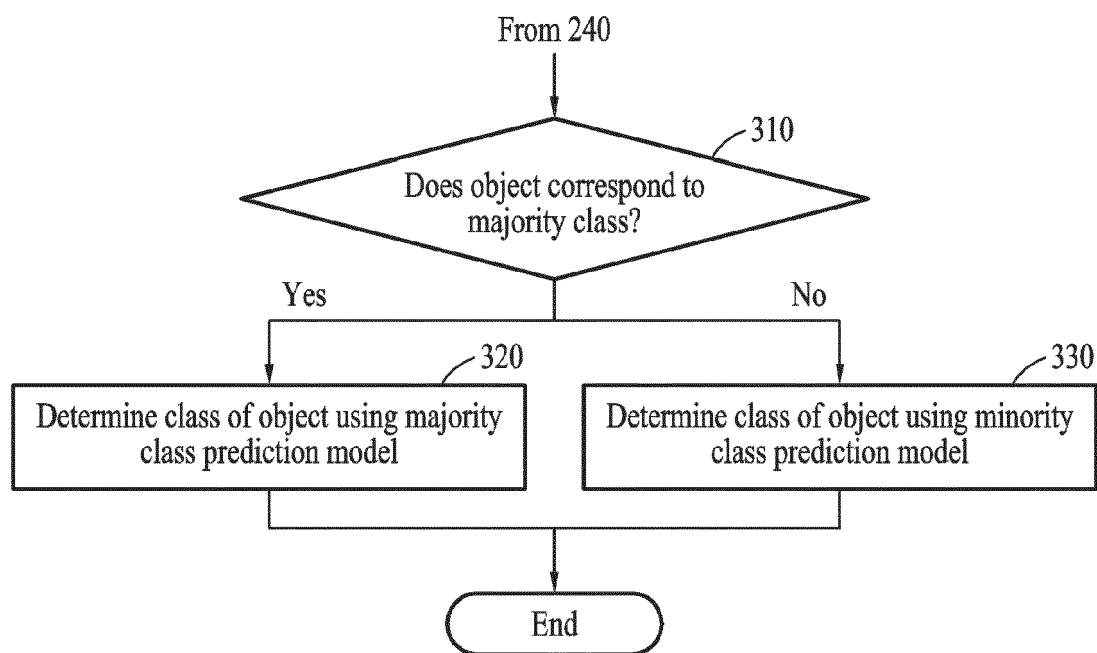 From 240
310
Does object correspond to
majority class?
Yes
No
320
330
Determine class of object using majority
class prediction model
Determine class of object using minority
class prediction model
End